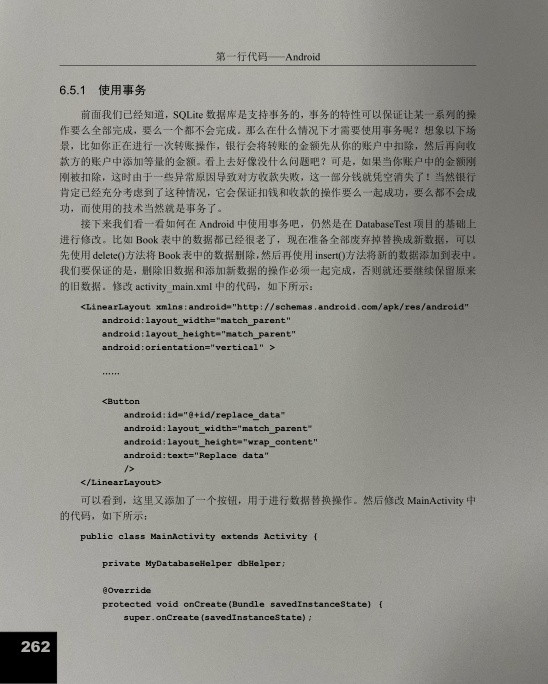 第一行代码——Android
6.5.1 使用事务
前面我们已经知道，SQLite 数据库是支持事务的，事务的特性可以保证让某一系列的操
作要么全部完成，要么一个都不会完成。那么在什么情况下才需要使用事务呢？想象以下场
景，比如你正在进行一次转账操作，银行会将转账的金额先从你的账户中扣除，然后再向收
款方的账户中添加等量的金额。看上去好像没什么问题吧？可是，如果当你账户中的金额刚
刚被扣除，这时由于一些异常原因导致对方收款失败，这一部分钱就凭空消失了！当然银行
肯定已经充分考虑到了这种情况，它会保证扣钱和收款的操作要么一起成功，要么都不会成
功，而使用的技术当然就是事务了。
接下来我们看一看如何在 Android 中使用事务吧，仍然是在 DatabaseTest 项目的基础上
进行修改。比如 Book 表中的数据都已经很老了，现在准备全部废弃掉替换成新数据，可以
先使用 delete()方法将 Book 表中的数据删除，然后再使用 insert()方法将新的数据添加到表中。
我们要保证的是，删除旧数据和添加新数据的操作必须一起完成，否则就还要继续保留原来
的旧数据。修改 activity_main.xml 中的代码，如下所示：
<LinearLayout xmlns:android="http://schemas.android.com/apk/res/android"
android:layout_width="match_parent"
android:layout_height="match_parent"
android:orientation="vertical" >
……
<Button
android:id="@+id/replace_data"
android:layout_width="match_parent"
android:layout_height="wrap_content"
android:text="Replace data"
/>
</LinearLayout>
可以看到，这里又添加了一个按钮，用于进行数据替换操作。然后修改 MainActivity 中
的代码，如下所示：
public class MainActivity extends Activity {
private MyDatabaseHelper dbHelper;
@Override
protected void onCreate(Bundle savedInstanceState) {
super.onCreate(savedInstanceState);
262